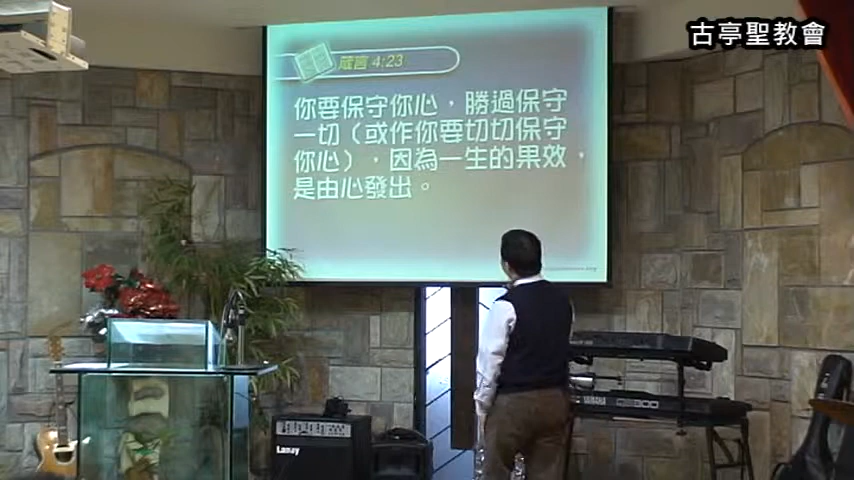 古亭聖教會
箴言 4:23
你要保守你心，勝過保守
一切（或作你要切切保守
你心），因為一生的果效，
是由心發出。
Laney
YAMAHA